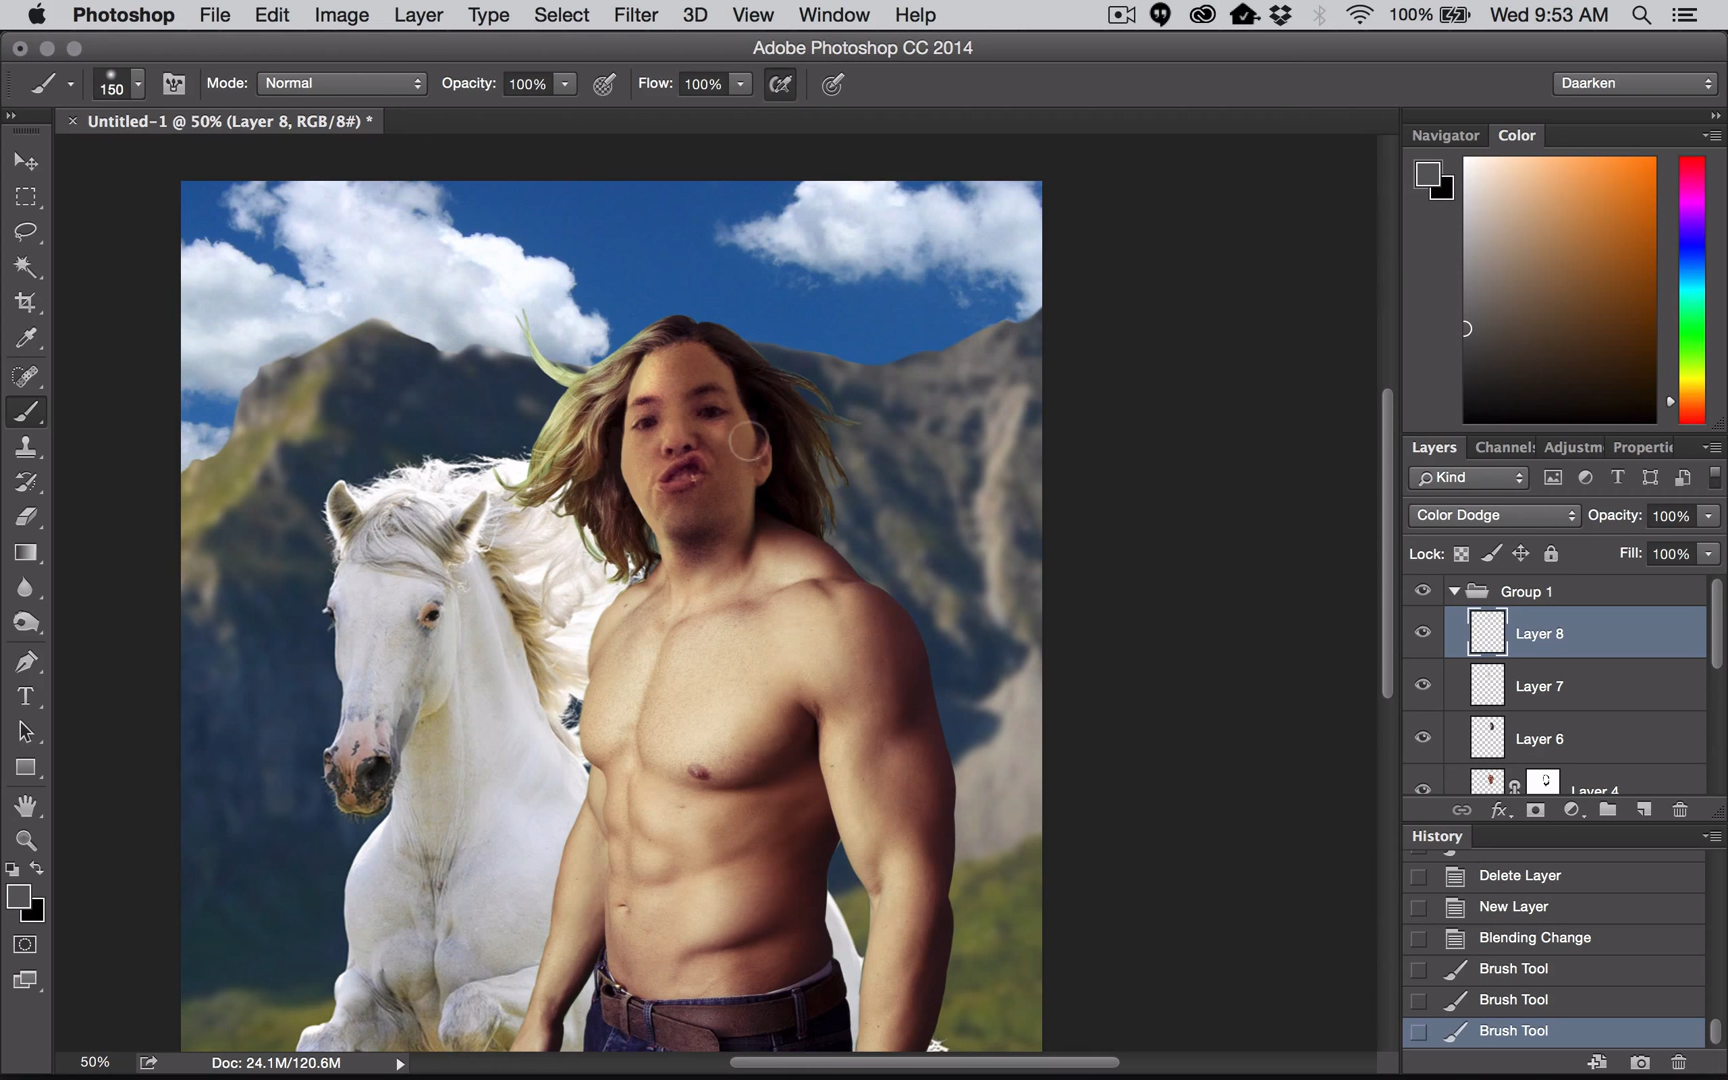 Photoshop File Edit Image Layer Type Select Filter 3D View Window Help 100% Wed 9:53 AM
Adobe Photoshop CC 2014
150 Mode: Normal Opacity: 100% Flow: 100% Daarken
Untitled-1 @ 50% (Layer 8, RGB/8#) *
Navigator Color
Layers Channels Adjustm Properti
Kind
Color Dodge Opacity: 100%
Lock: Fill: 100%
Group 1
Layer 8
Layer 7
Layer 6
Layer 4
History
Delete Layer
New Layer
Blending Change
Brush Tool
Brush Tool
Brush Tool
50% Doc: 24.1M/120.6M